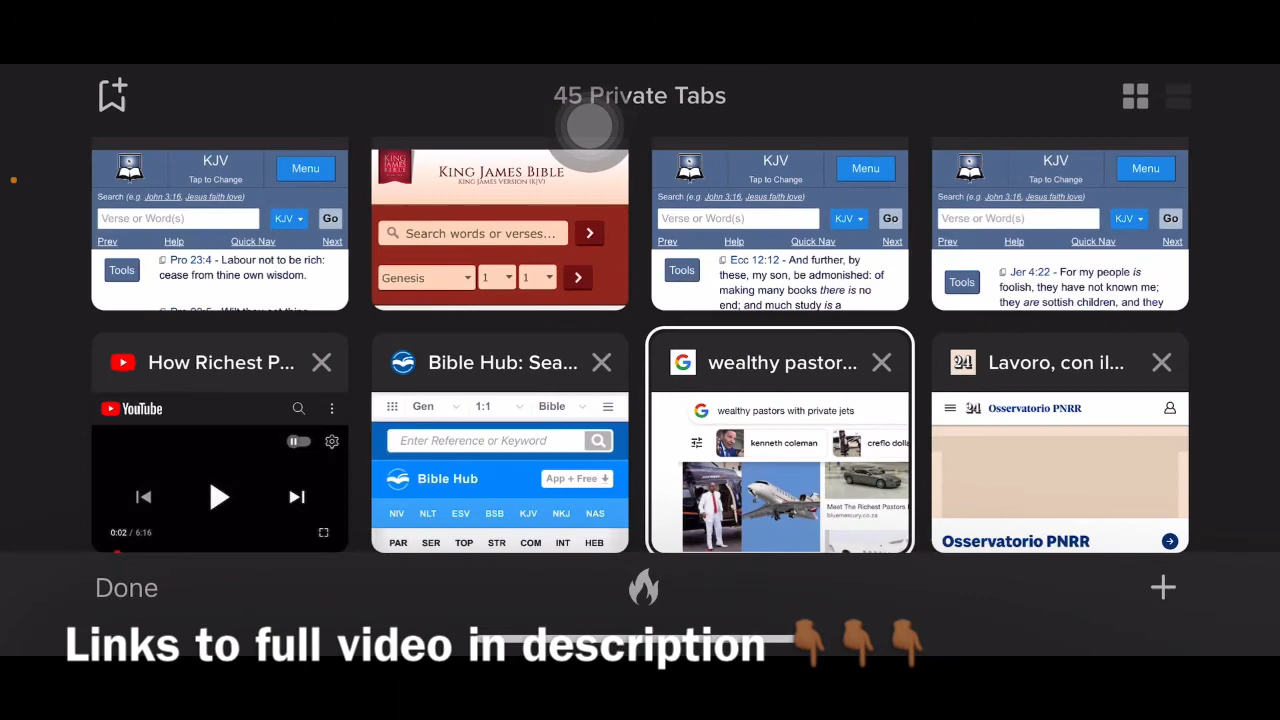 45 Private Tabs
KJV
Tap to Change
Menu
Search (e.g. John 3:16, Jesus faith love)
Verse or Word(s)
KJV
Go
Prev
Help
Quick Nav
Next
Tools
Pro 23:4 - Labour not to be rich:
cease from thine own wisdom.
KING
JAMES
BIBLE
KING JAMES BIBLE
KING JAMES VERSION (KJV)
Search words or verses...
Genesis
1
1
KJV
Tap to Change
Menu
Search (e.g. John 3:16, Jesus faith love)
Verse or Word(s)
KJV
Go
Prev
Help
Quick Nav
Next
Tools
Ecc 12:12 - And further, by
these, my son, be admonished: of
making many books there is no
end; and much study is a
KJV
Tap to Change
Menu
Search (e.g. John 3:16, Jesus faith love)
Verse or Word(s)
KJV
Go
Prev
Help
Quick Nav
Next
Tools
Jer 4:22 - For my people is
foolish, they have not known me;
they are sottish children, and they
How Richest P...
YouTube
0:02 / 6:16
Bible Hub: Sea...
Gen
1:1
Bible
Enter Reference or Keyword
Bible Hub
App + Free
NIV NLT ESV BSB KJV NKJ NAS
PAR SER TOP STR COM INT HEB
G
wealthy pastor...
wealthy pastors with private jets
kenneth coleman
creflo dolla
Meet The Richest Pastors
bluemercury.co.za
24
Lavoro, con il...
24 Osservatorio PNRR
Osservatorio PNRR
Done
Links to full video in description